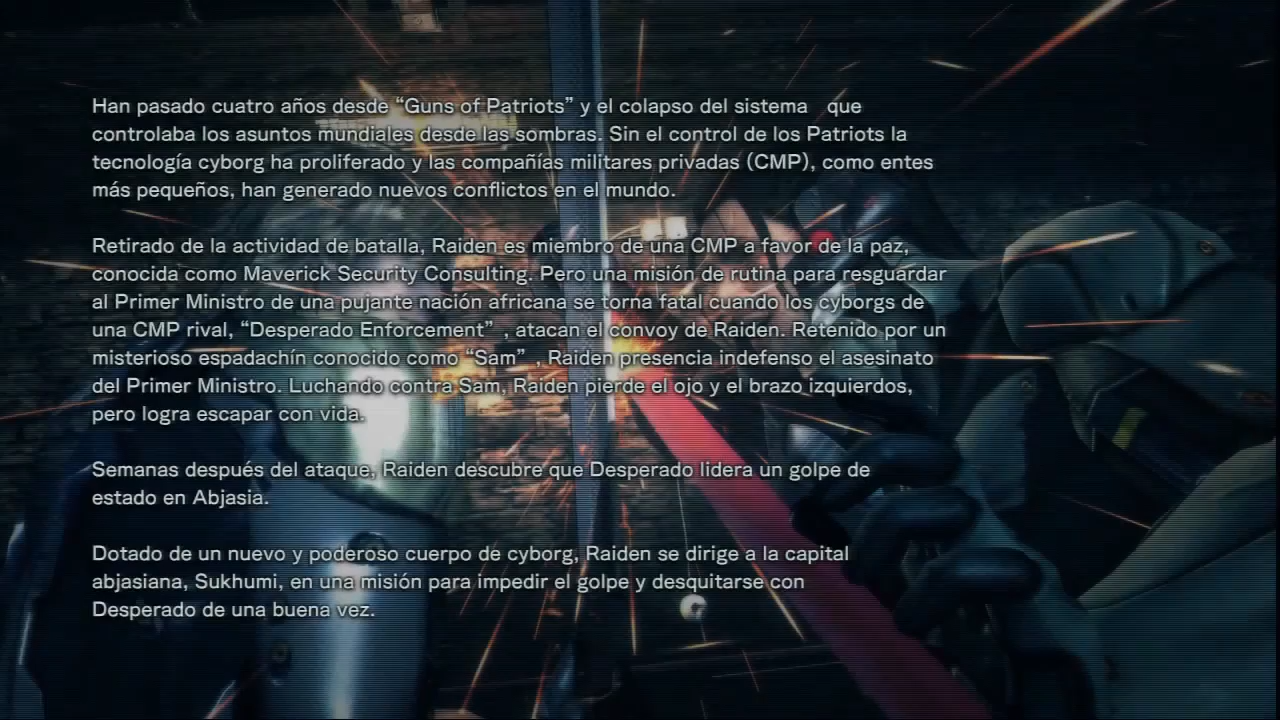 Han pasado cuatro años desde “Guns of Patriots” y el colapso del sistema que
controlaba los asuntos mundiales desde las sombras. Sin el control de los Patriots la
tecnología cyborg ha proliferado y las compañías militares privadas (CMP), como entes
más pequeños, han generado nuevos conflictos en el mundo.
Retirado de la actividad de batalla, Raiden es miembro de una CMP a favor de la paz,
conocida como Maverick Security Consulting. Pero una misión de rutina para resguardar
al Primer Ministro de una pujante nación africana se torna fatal cuando los cyborgs de
una CMP rival, “Desperado Enforcement” , atacan el convoy de Raiden. Retenido por un
misterioso espadachín conocido como “Sam” , Raiden presencia indefenso el asesinato
del Primer Ministro. Luchando contra Sam, Raiden pierde el ojo y el brazo izquierdos,
pero logra escapar con vida.
Semanas después del ataque, Raiden descubre que Desperado lidera un golpe de
estado en Abjasia.
Dotado de un nuevo y poderoso cuerpo de cyborg, Raiden se dirige a la capital
abjasiana, Sukhumi, en una misión para impedir el golpe y desquitarse con
Desperado de una buena vez.